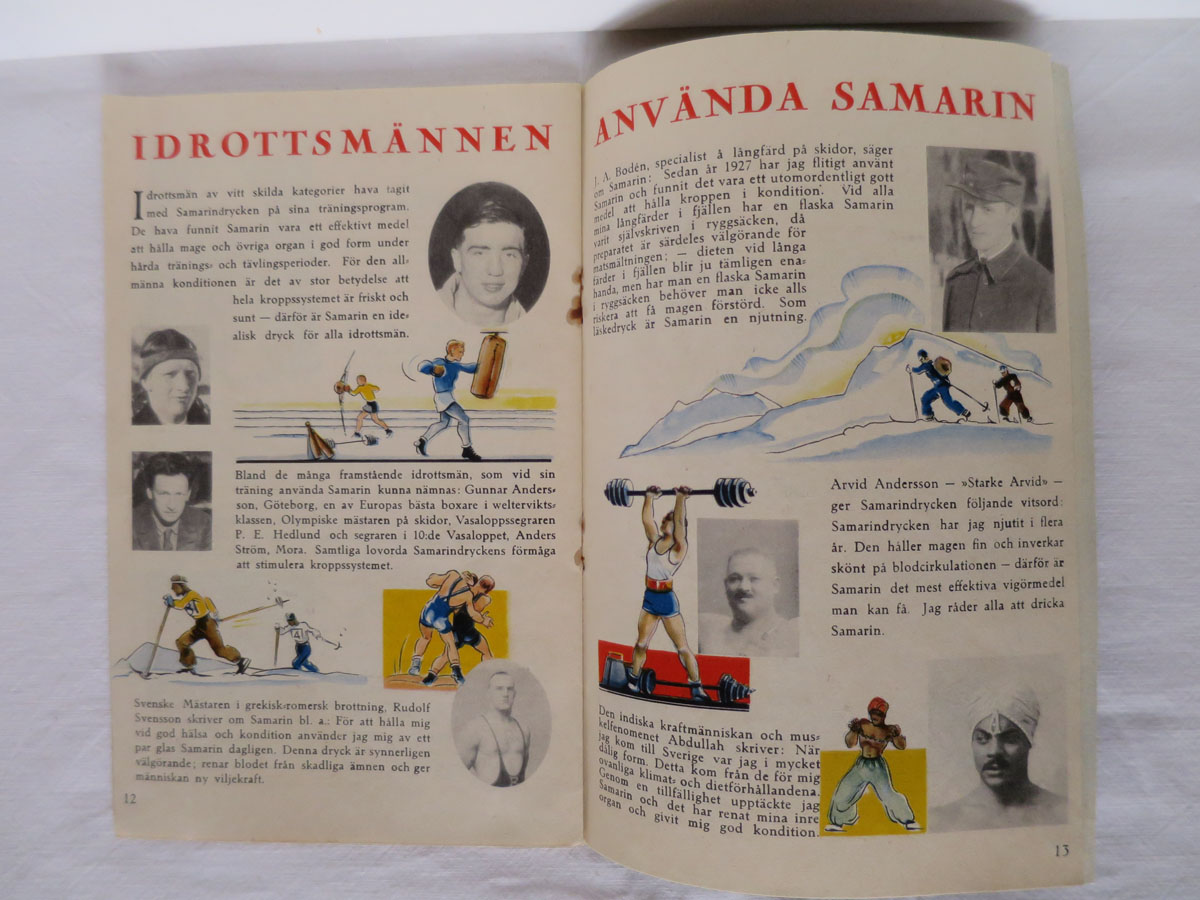 IDROTTSMÄNNEN
Idrottsmän av vitt skilda kategorier hava tagit
med Samarindrycken på sina träningsprogram.
De hava funnit Samarin vara ett effektivt medel
att hålla mage och övriga organ i god form under
hårda tränings- och tävlingsperioder. För den all-
männa konditionen är det av stor betydelse att
hela kroppssystemet är friskt och
sunt — därför är Samarin en ide-
alisk dryck för alla idrottsmän.
Bland de många framstående idrottsmän, som vid sin
träning använda Samarin kunna nämnas: Gunnar Anders-
son, Göteborg, en av Europas bästa boxare i weltervikts-
klassen, Olympiske mästaren på skidor, Vasaloppssegraren
P. E. Hedlund och segraren i 10:de Vasaloppet, Anders
Ström, Mora. Samtliga lovorda Samarindryckens förmåga
att stimulera kroppssystemet.
4
Svenske Mästaren i grekisk-romersk brottning, Rudolf
Svensson skriver om Samarin bl. a.: För att hålla mig
vid god hälsa och kondition använder jag mig av ett
par glas Samarin dagligen. Denna dryck är synnerligen
välgörande; renar blodet från skadliga ämnen och ger
människan ny viljekraft.
12
ANVÄNDA SAMARIN
J. A. Bodén, specialist å långfärd på skidor, säger
om Samarin: Sedan år 1927 har jag flitigt använt
Samarin och funnit det vara ett utomordentligt gott
medel att hålla kroppen i kondition. Vid alla
mina långfärder i fjällen har en flaska Samarin
varit självskriven i ryggsäcken, då
preparatet är särdeles välgörande för
matsmältningen; — dieten vid långa
färder i fjällen blir ju tämligen ena-
handa, men har man en flaska Samarin
i ryggsäcken behöver man icke alls
riskera att få magen förstörd. Som
läskedryck är Samarin en njutning.
Arvid Andersson — »Starke Arvid» —
ger Samarindrycken följande vitsord:
Samarindrycken har jag njutit i flera
år. Den håller magen fin och inverkar
skönt på blodcirkulationen — därför är
Samarin det mest effektiva vigörmedel
man kan få. Jag råder alla att dricka
Samarin.
Den indiska kraftmänniskan och mus-
kelfenomenet Abdullah skriver: När
jag kom till Sverige var jag i mycket
dålig form. Detta kom från de för mig
ovanliga klimat- och dietförhållandena.
Genom en tillfällighet upptäckte jag
Samarin och det har renat mina inre
organ och givit mig god kondition.
13